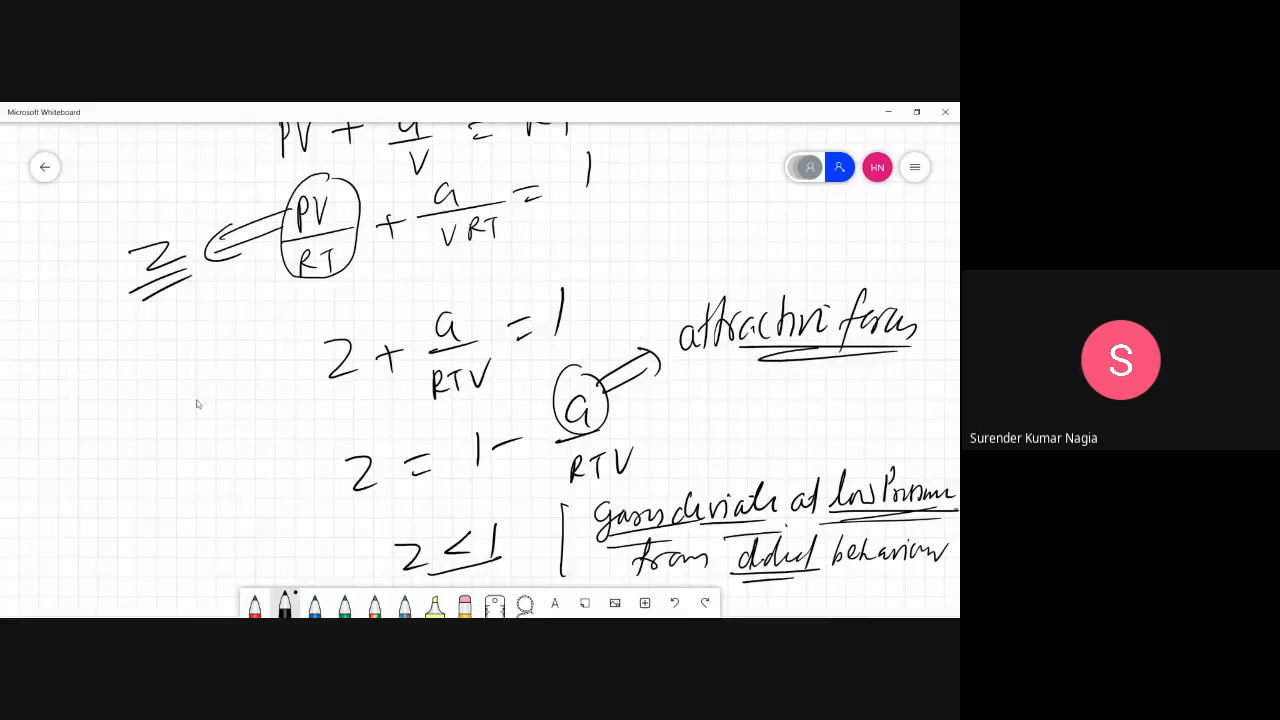 Microsoft Whiteboard
PV + a/V = RT
HN
PV/RT + a/VRT = 1
Z
Z + a/RTV = 1
attractive forces
Z = 1 - a/RTV
S
Surender Kumar Nagia
Z < 1
gases deviate at low Pressure
from ideal behaviour
A